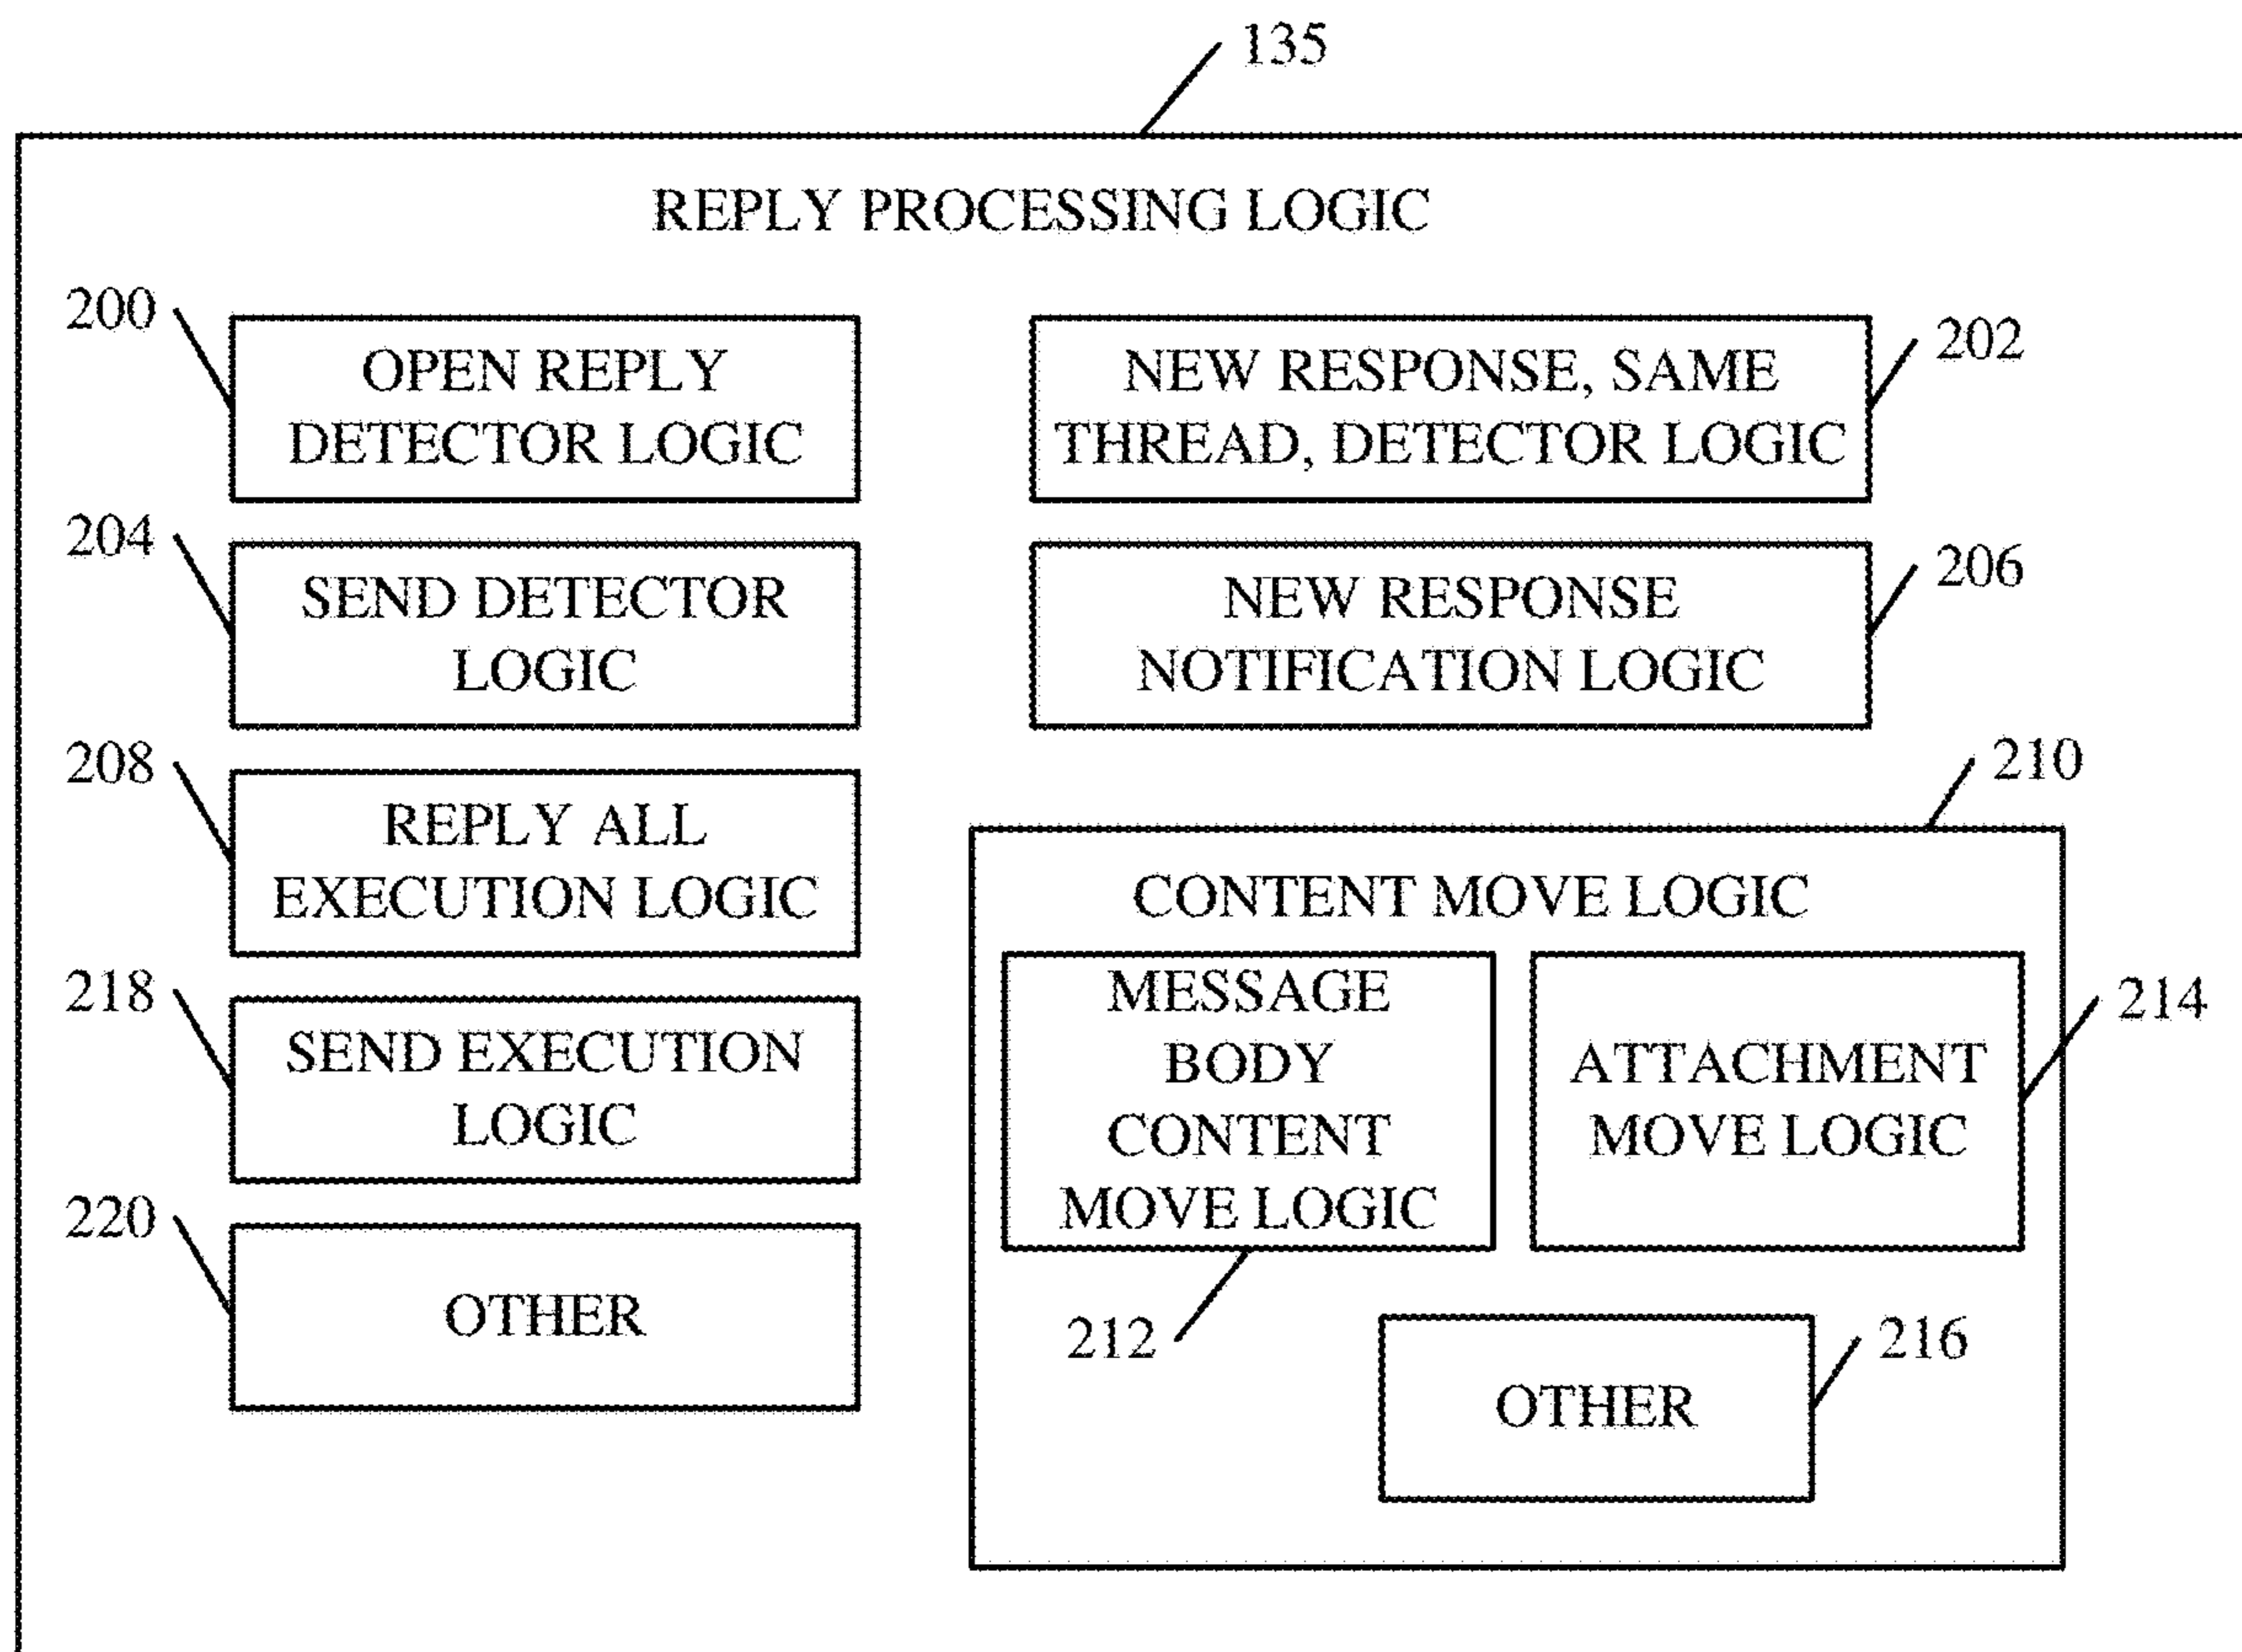 135
REPLY PROCESSING LOGIC
200
OPEN REPLY
DETECTOR LOGIC
NEW RESPONSE, SAME
THREAD, DETECTOR LOGIC
202
204
SEND DETECTOR
LOGIC
NEW RESPONSE
NOTIFICATION LOGIC
206
208
REPLY ALL
EXECUTION LOGIC
210
CONTENT MOVE LOGIC
MESSAGE
BODY
CONTENT
MOVE LOGIC
212
ATTACHMENT
MOVE LOGIC
214
OTHER
216
218
SEND EXECUTION
LOGIC
220
OTHER